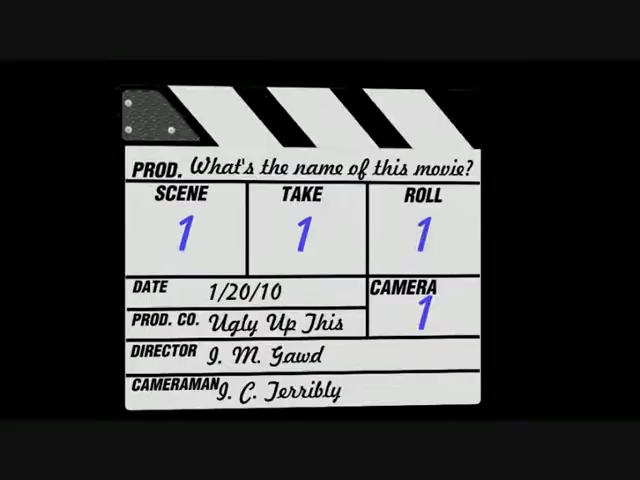 PROD. What's the name of this movie?
SCENE TAKE ROLL
1 1 1
DATE 1/20/10
CAMERA
1
PROD. CO. Ugly Up This
DIRECTOR I. M. Gawd
CAMERAMAN I. C. Terribly